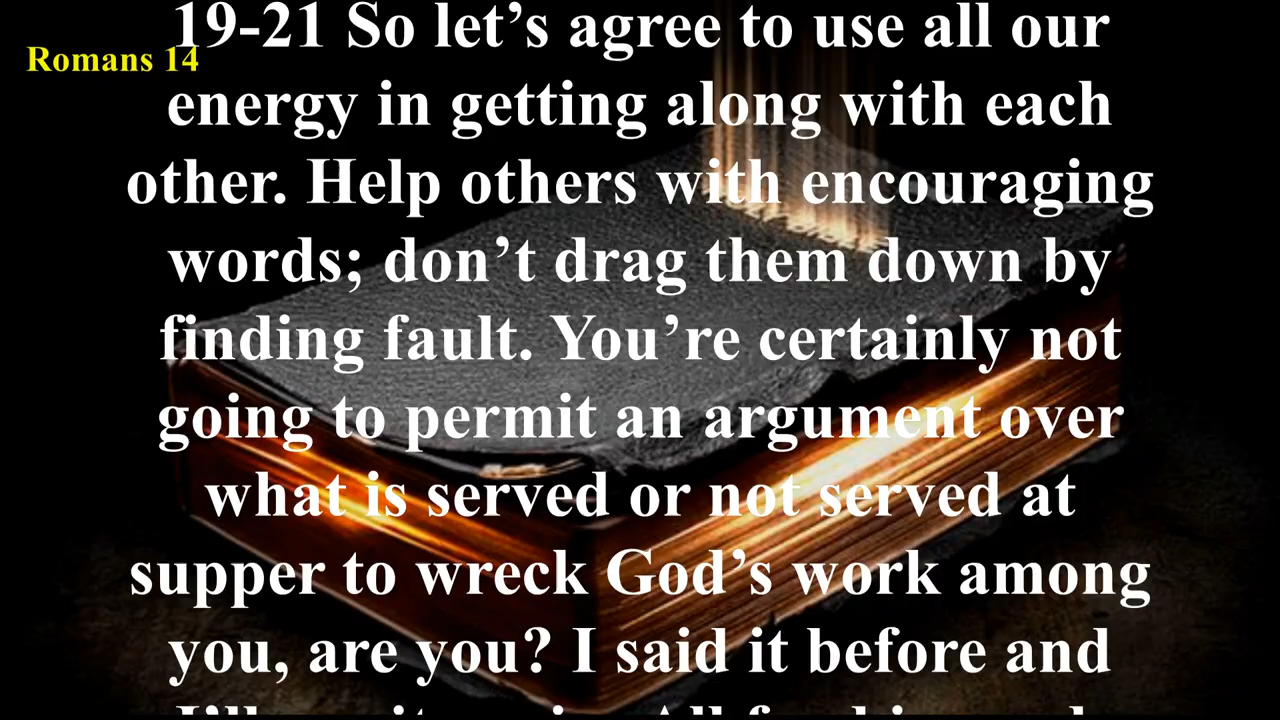 19-21 So let’s agree to use all our
Romans 14
energy in getting along with each
other. Help others with encouraging
words; don’t drag them down by
finding fault. You’re certainly not
going to permit an argument over
what is served or not served at
supper to wreck God’s work among
you, are you? I said it before and